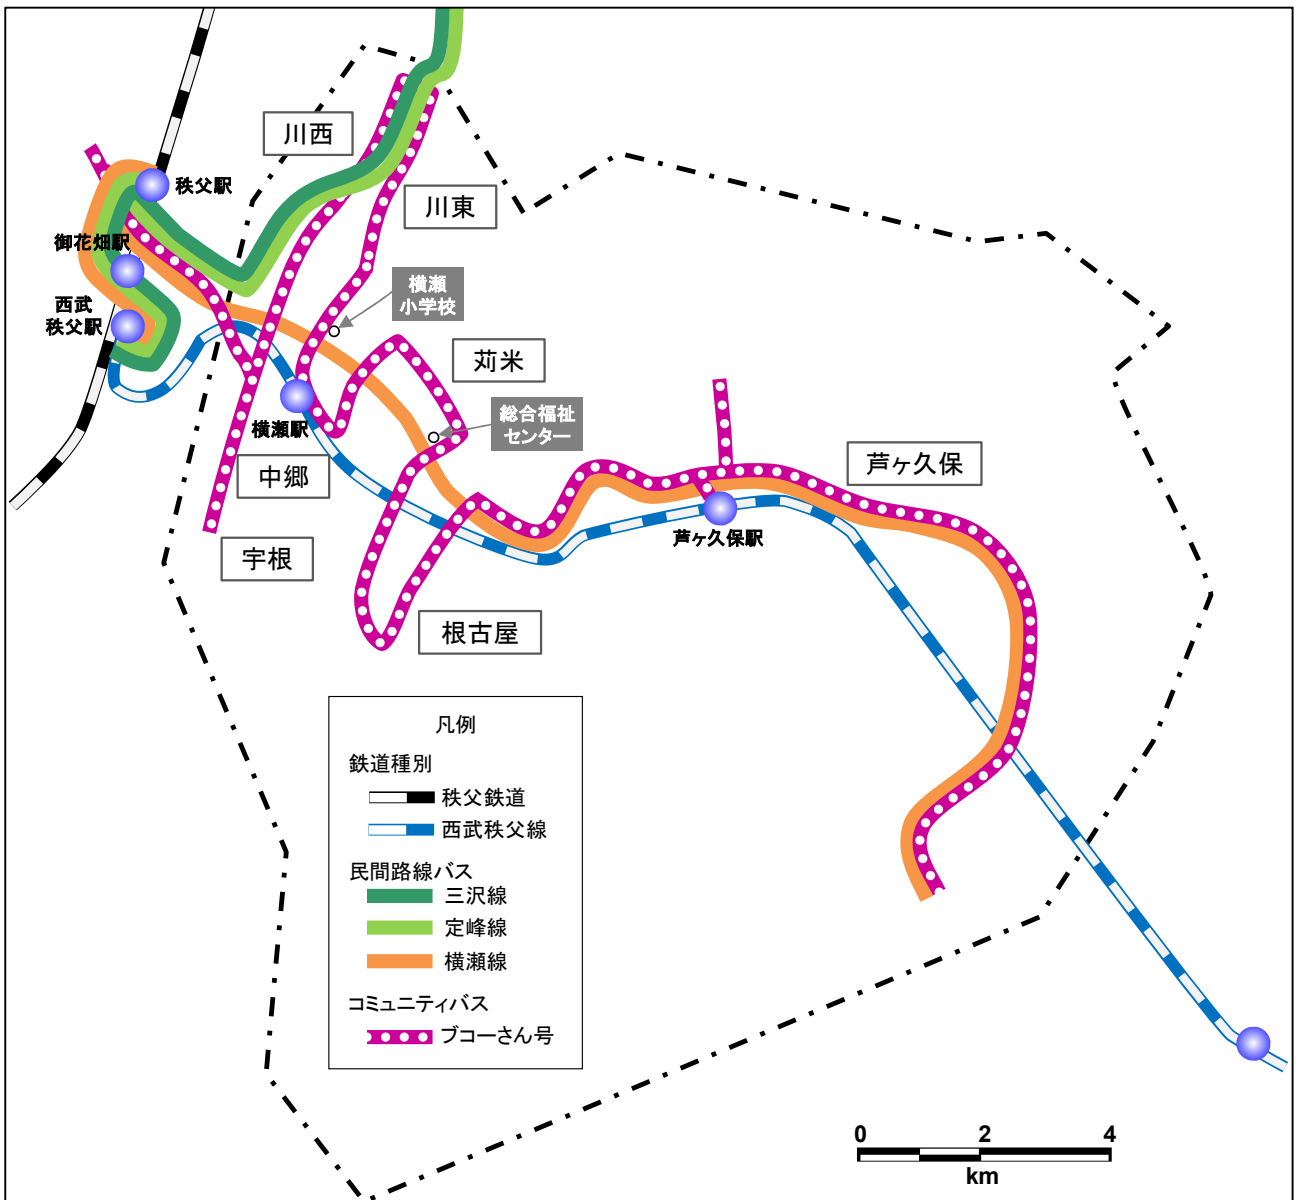 川西
秩父駅
川東
御花畑駅
横瀬
小学校
西武
秩父駅
苅米
総合福祉
センター
横瀬駅
中郷
芦ヶ久保
芦ヶ久保駅
宇根
根古屋
凡例
鉄道種別
秩父鉄道
西武秩父線
民間路線バス
三沢線
定峰線
横瀬線
コミュニティバス
ブコーさん号
0 2 4
km